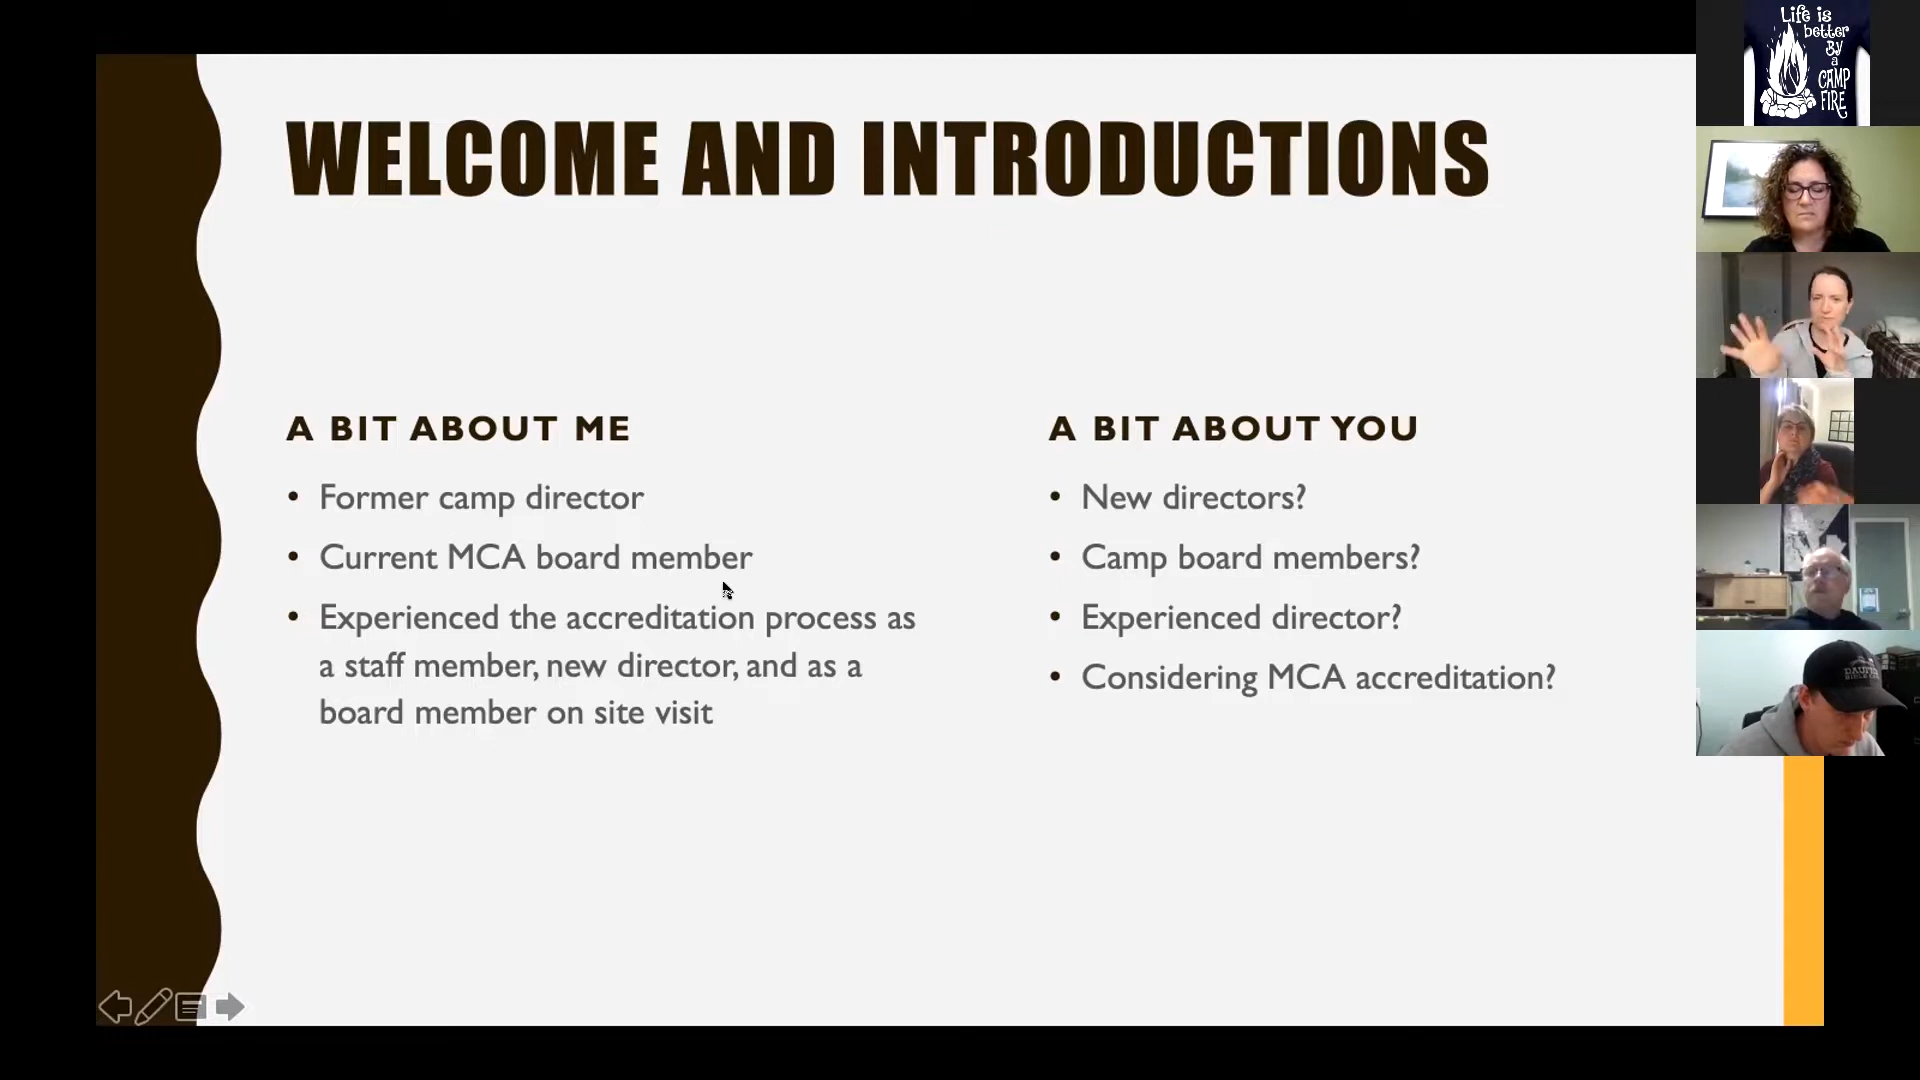 WELCOME AND INTRODUCTIONS
A BIT ABOUT ME
• Former camp director
• Current MCA board member
• Experienced the accreditation process as
a staff member, new director, and as a
board member on site visit
A BIT ABOUT YOU
• New directors?
• Camp board members?
• Experienced director?
• Considering MCA accreditation?
Life is
better
By
a
CAMP
FIRE